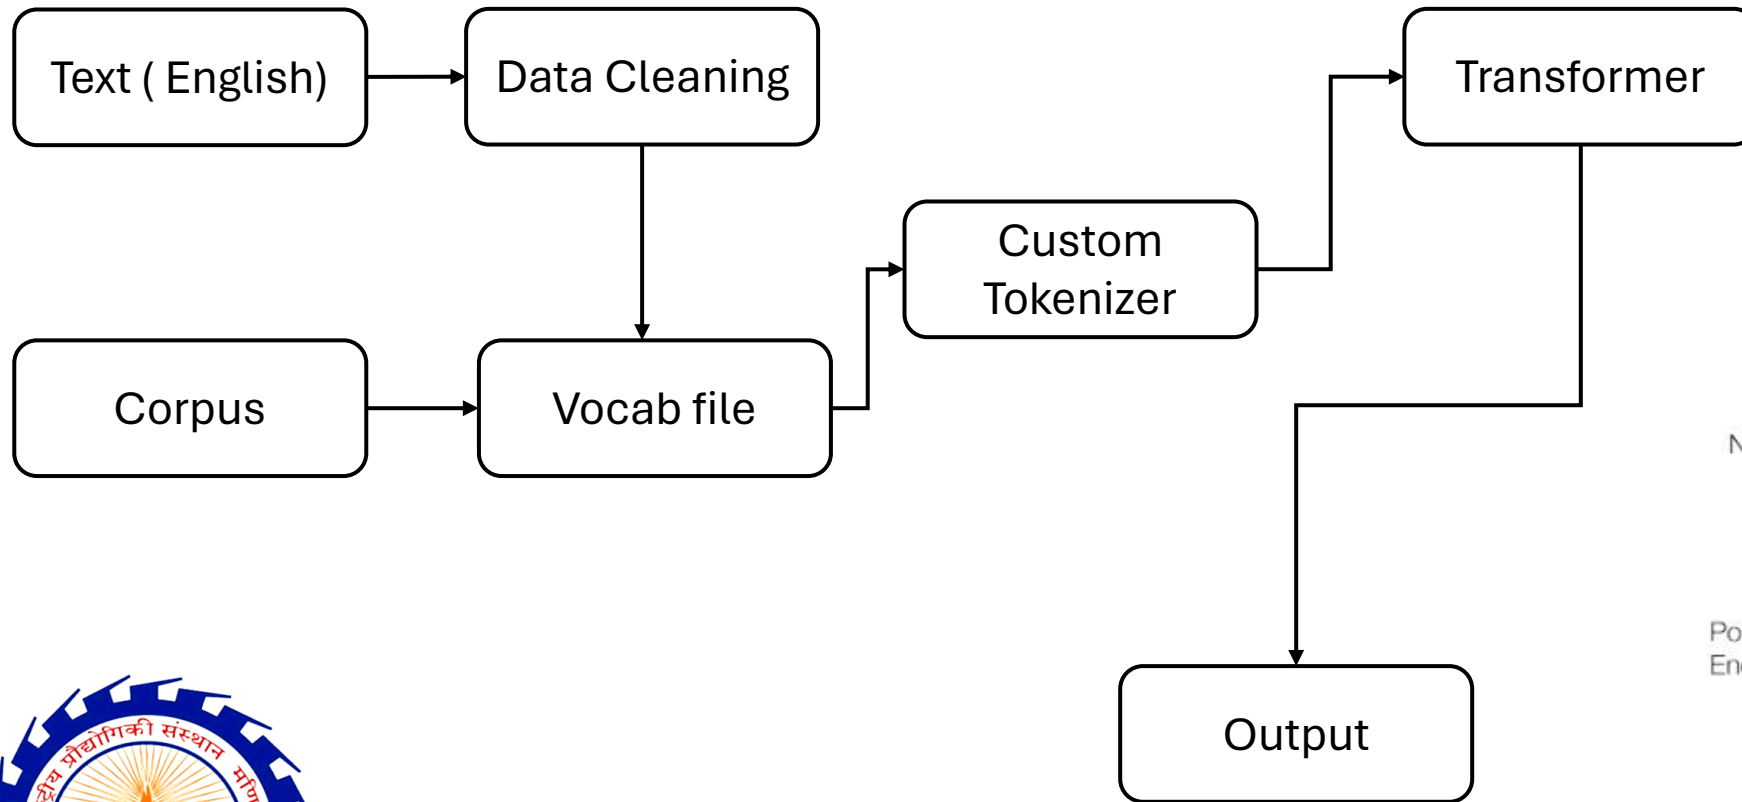 Text ( English)
Data Cleaning
Transformer
Custom
Tokenizer
Corpus
Vocab file
Output
राष्ट्रीय प्रौद्योगिकी संस्थान